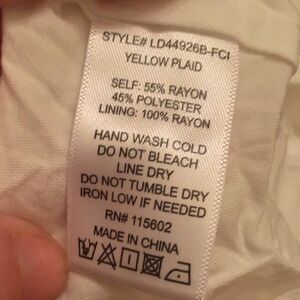 STYLE# LD44926B-FCI
YELLOW PLAID
SELF: 55% RAYON
45% POLYESTER
LINING: 100% RAYON
HAND WASH COLD
DO NOT BLEACH
LINE DRY
DO NOT TUMBLE DRY
IRON LOW IF NEEDED
RN# 115602
MADE IN CHINA